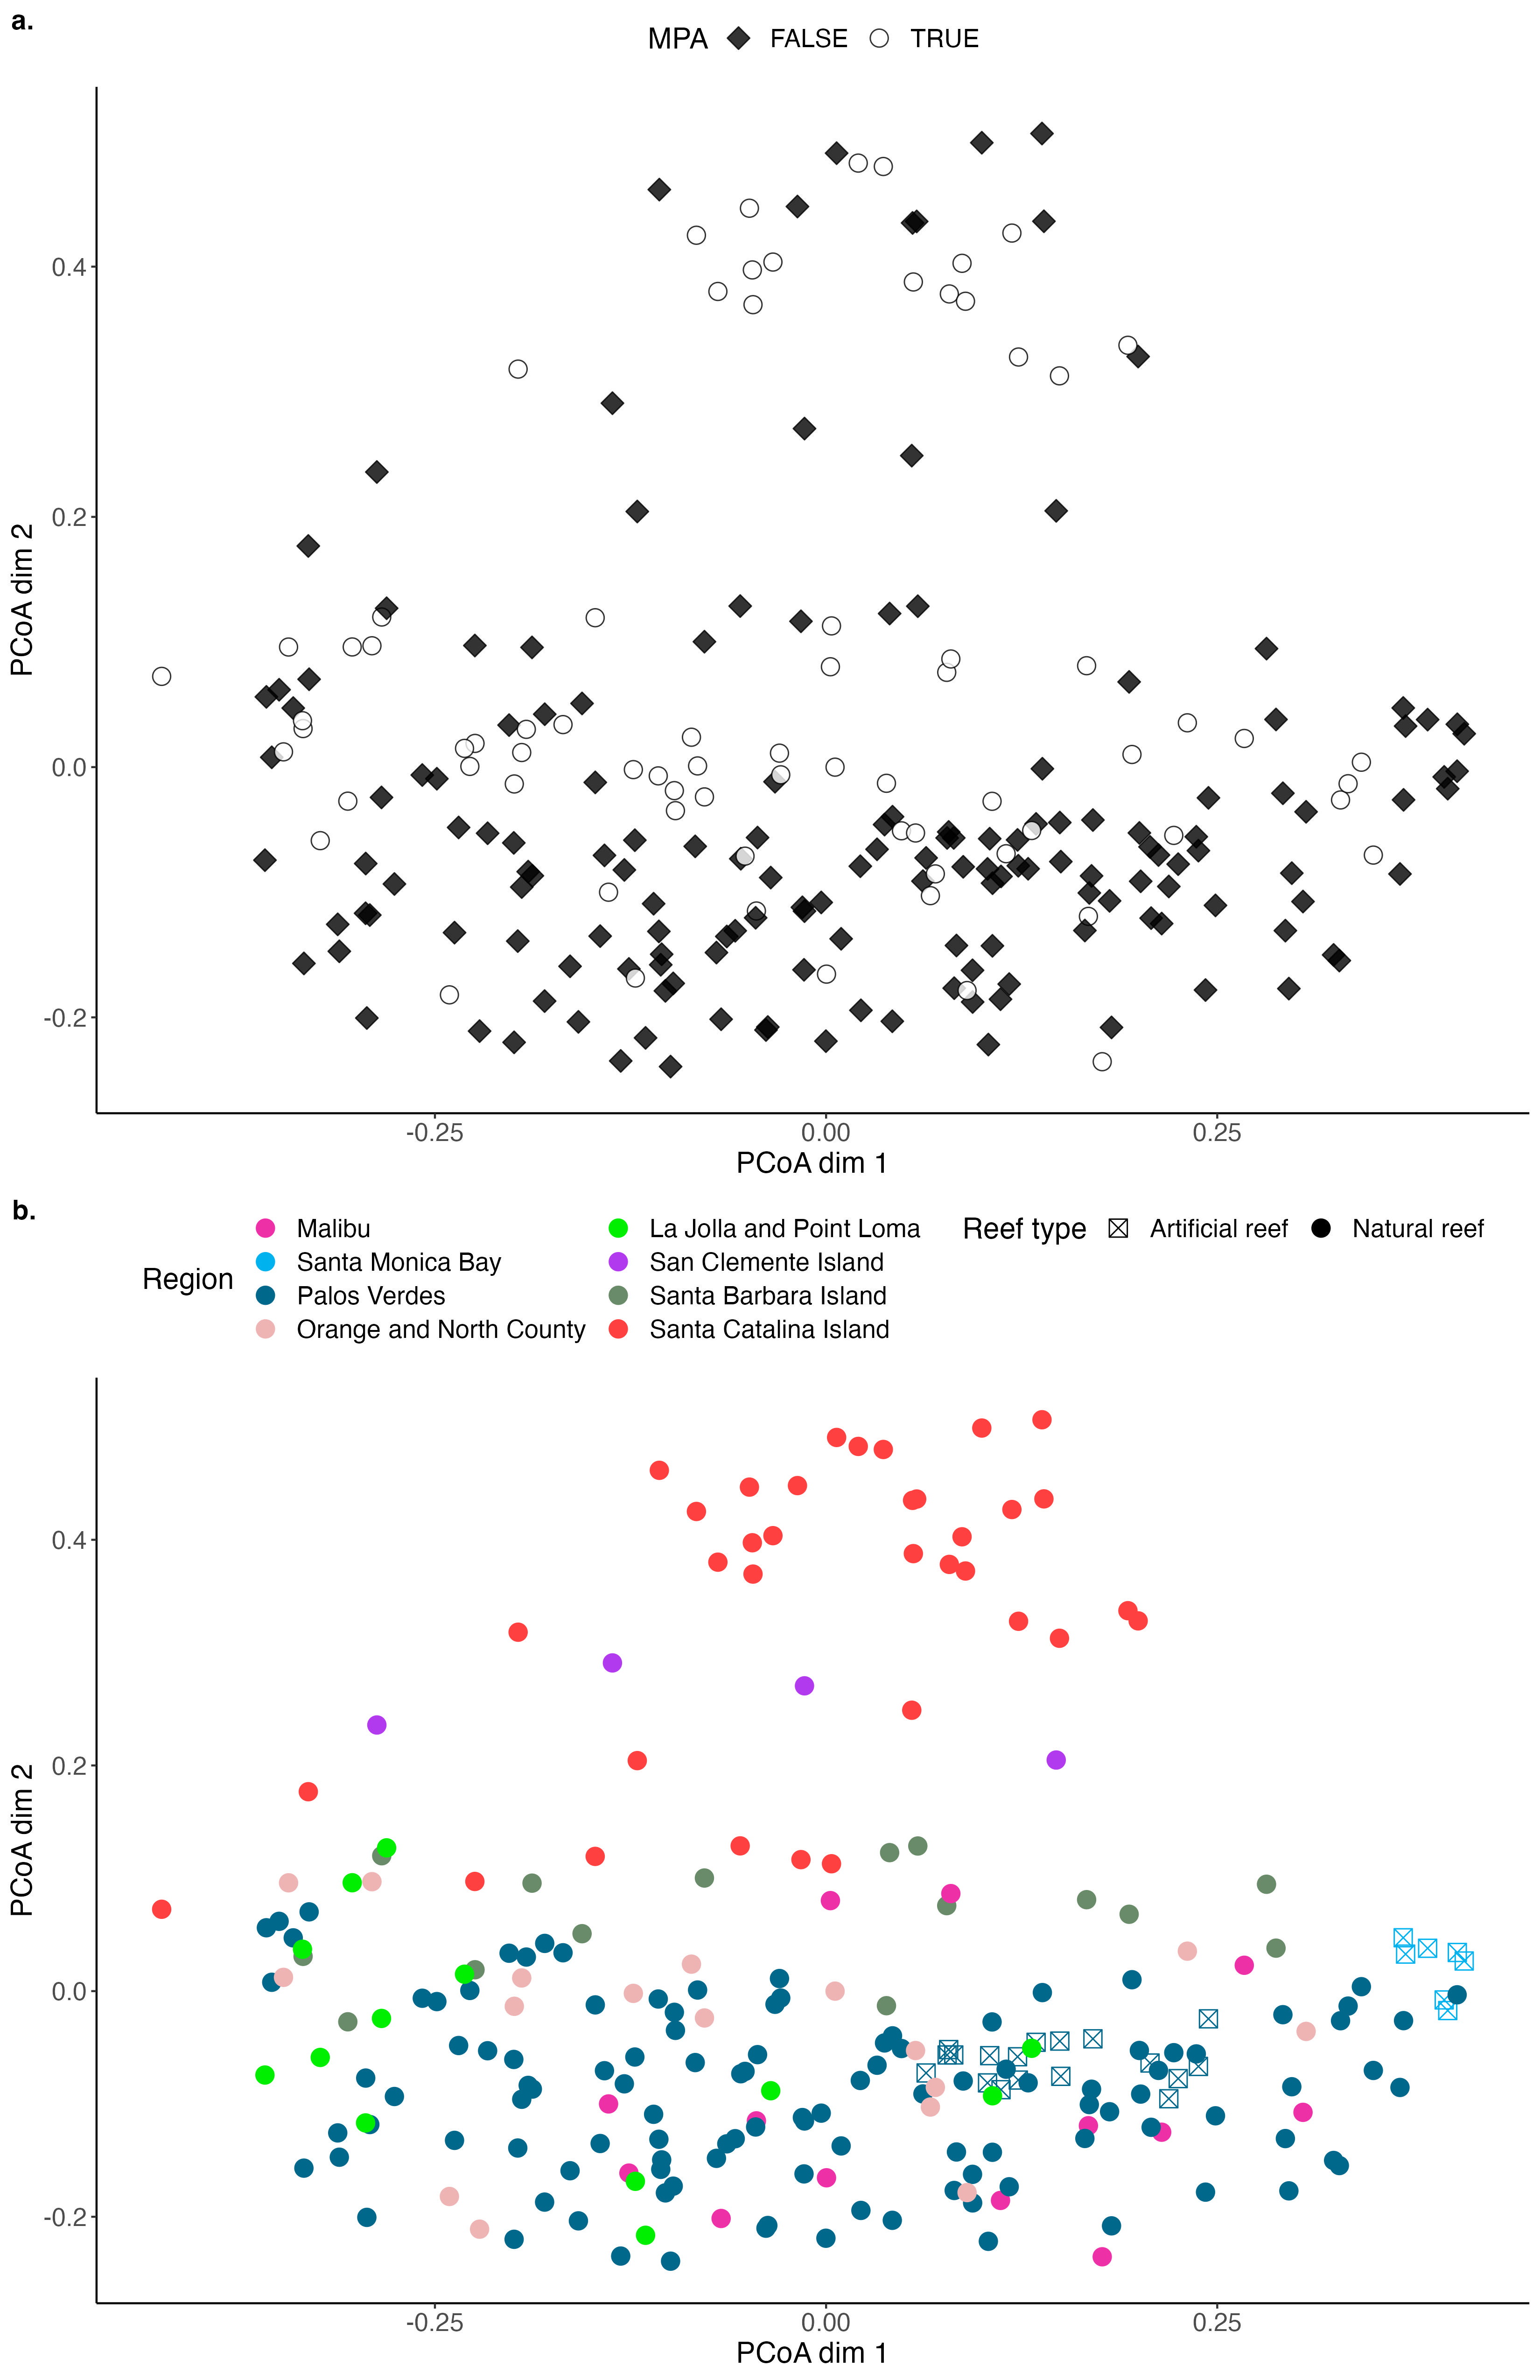 a.
MPA FALSE TRUE
0.4
0.2
0.0
-0.2
PCoA dim 2
-0.25 0.00 0.25
PCoA dim 1
b.
Region
Malibu
Santa Monica Bay
Palos Verdes
Orange and North County
La Jolla and Point Loma
San Clemente Island
Santa Barbara Island
Santa Catalina Island
Reef type Artificial reef Natural reef
0.4
0.2
0.0
-0.2
PCoA dim 2
-0.25 0.00 0.25
PCoA dim 1